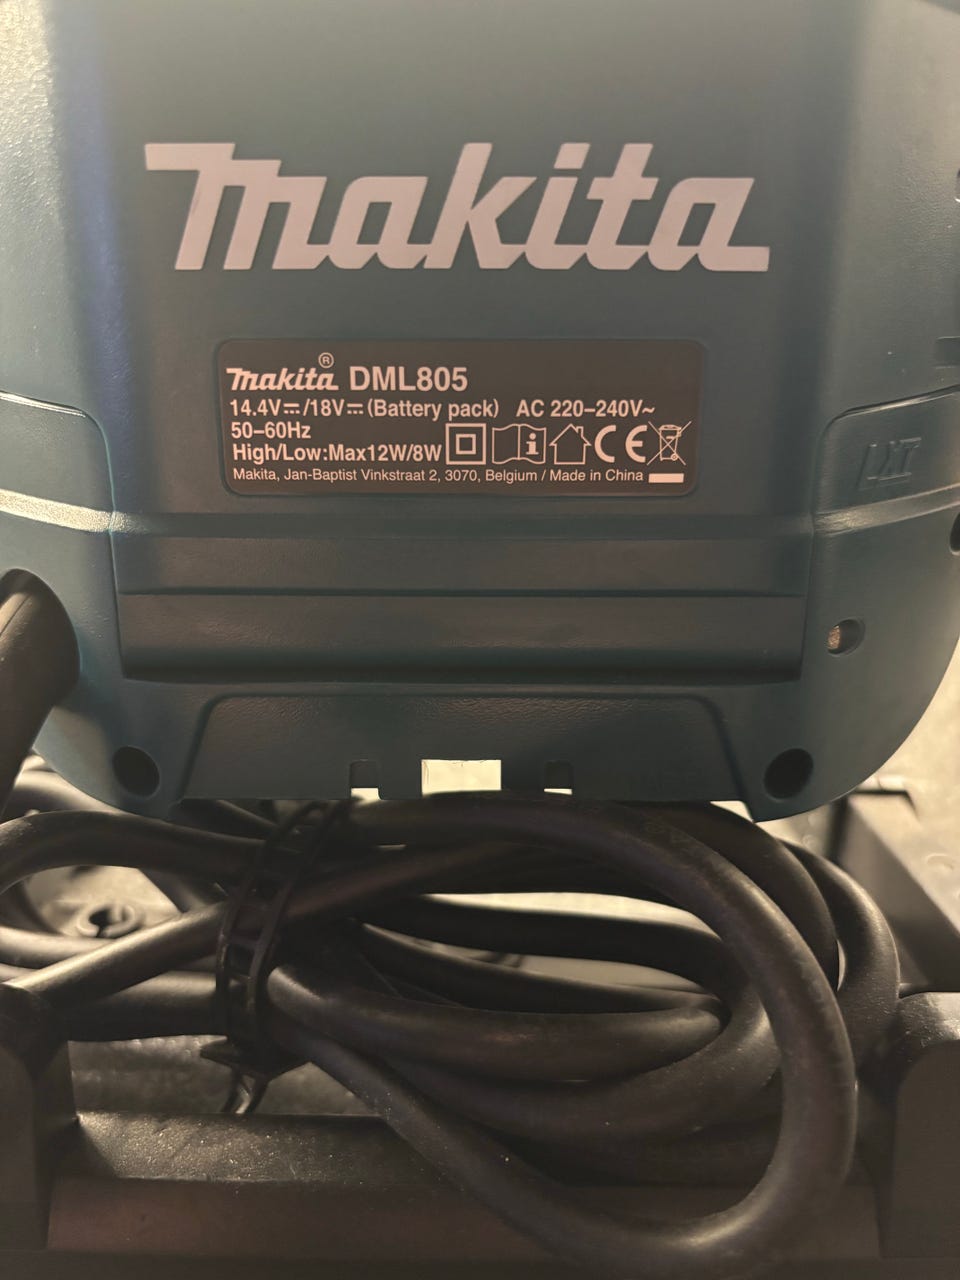 makita
makita® DML805
14.4V⎓/18V⎓(Battery pack) AC 220–240V~
50–60Hz
High/Low:Max12W/8W CE
Makita, Jan-Baptist Vinkstraat 2, 3070, Belgium / Made in China
LXT